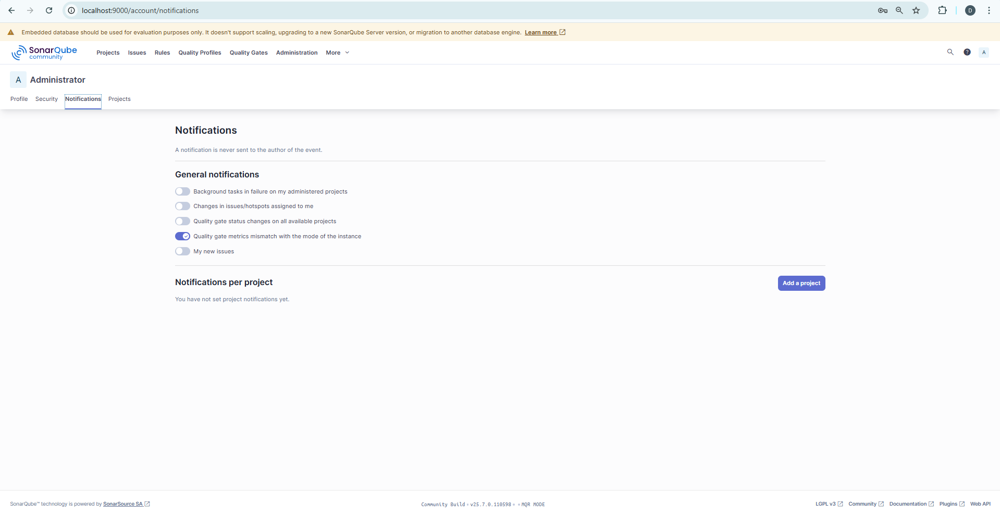 localhost:9000/account/notifications
D
Embedded database should be used for evaluation purposes only. It doesn't support scaling, upgrading to a new SonarQube Server version, or migration to another database engine. Learn more
SonarQube
community
Projects Issues Rules Quality Profiles Quality Gates Administration More
? A
A Administrator
Profile Security Notifications Projects
Notifications
A notification is never sent to the author of the event.
General notifications
Background tasks in failure on my administered projects
Changes in issues/hotspots assigned to me
Quality gate status changes on all available projects
Quality gate metrics mismatch with the mode of the instance
My new issues
Notifications per project
Add a project
You have not set project notifications yet.
SonarQube™ technology is powered by SonarSource SA
Community Build • v25.7.0.110598 • • MQR MODE
LGPL v3 Community Documentation Plugins Web API